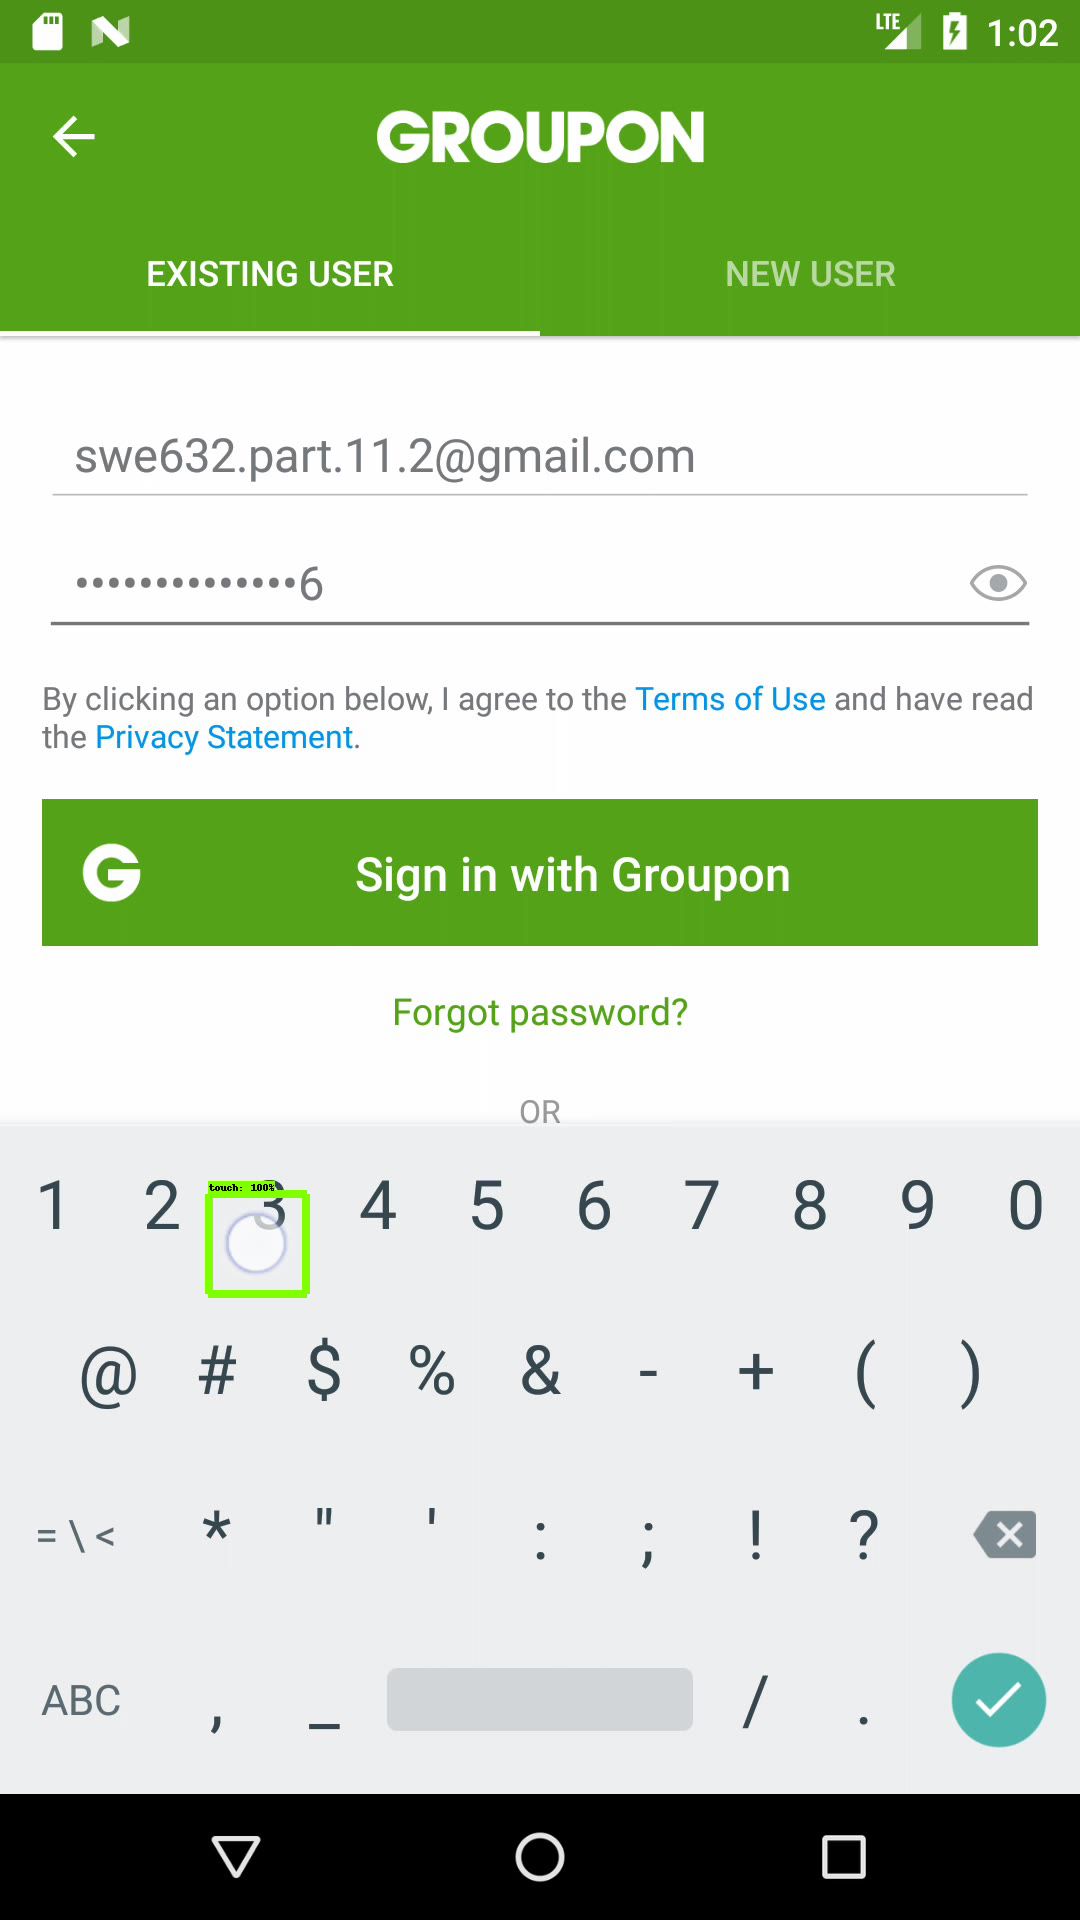 LTE 1:02
GROUPON
EXISTING USER NEW USER
swe632.part.11.2@gmail.com
••••••••••••••6
By clicking an option below, I agree to the Terms of Use and have read
the Privacy Statement.
G Sign in with Groupon
Forgot password?
OR
touch: 100%
1 2 3 4 5 6 7 8 9 0
@ # $ % & - + ( )
= \ < * " ' : ; ! ?
ABC , _ / .